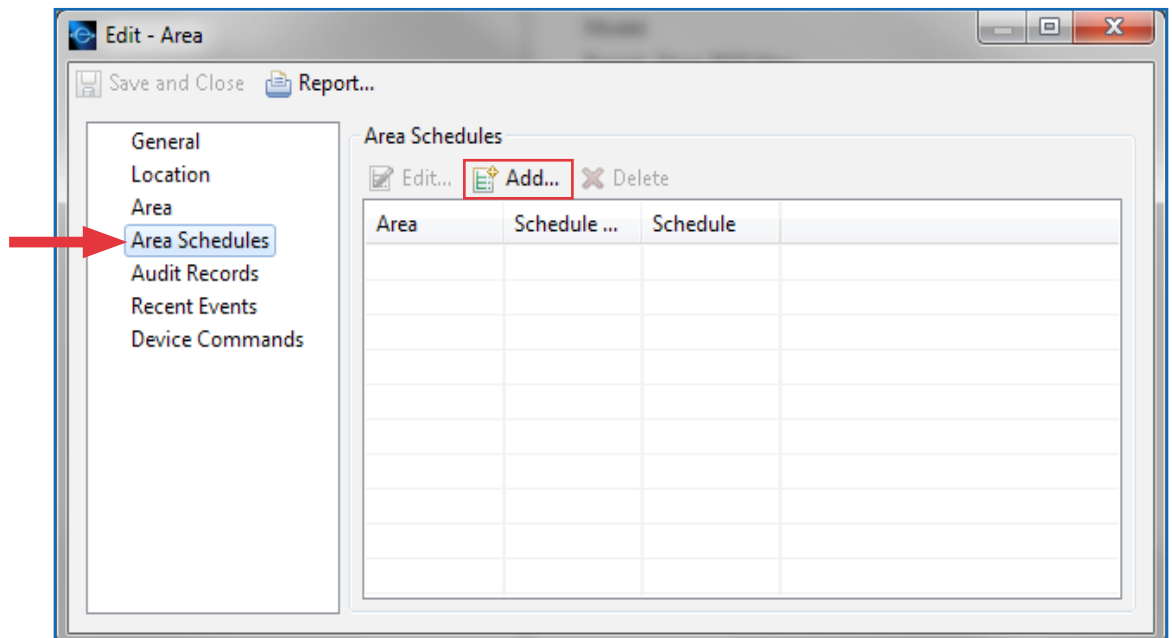 Edit - Area
Save and Close Report...
General
Location
Area
Area Schedules
Audit Records
Recent Events
Device Commands
Area Schedules
Edit... Add... Delete
Area Schedule ... Schedule